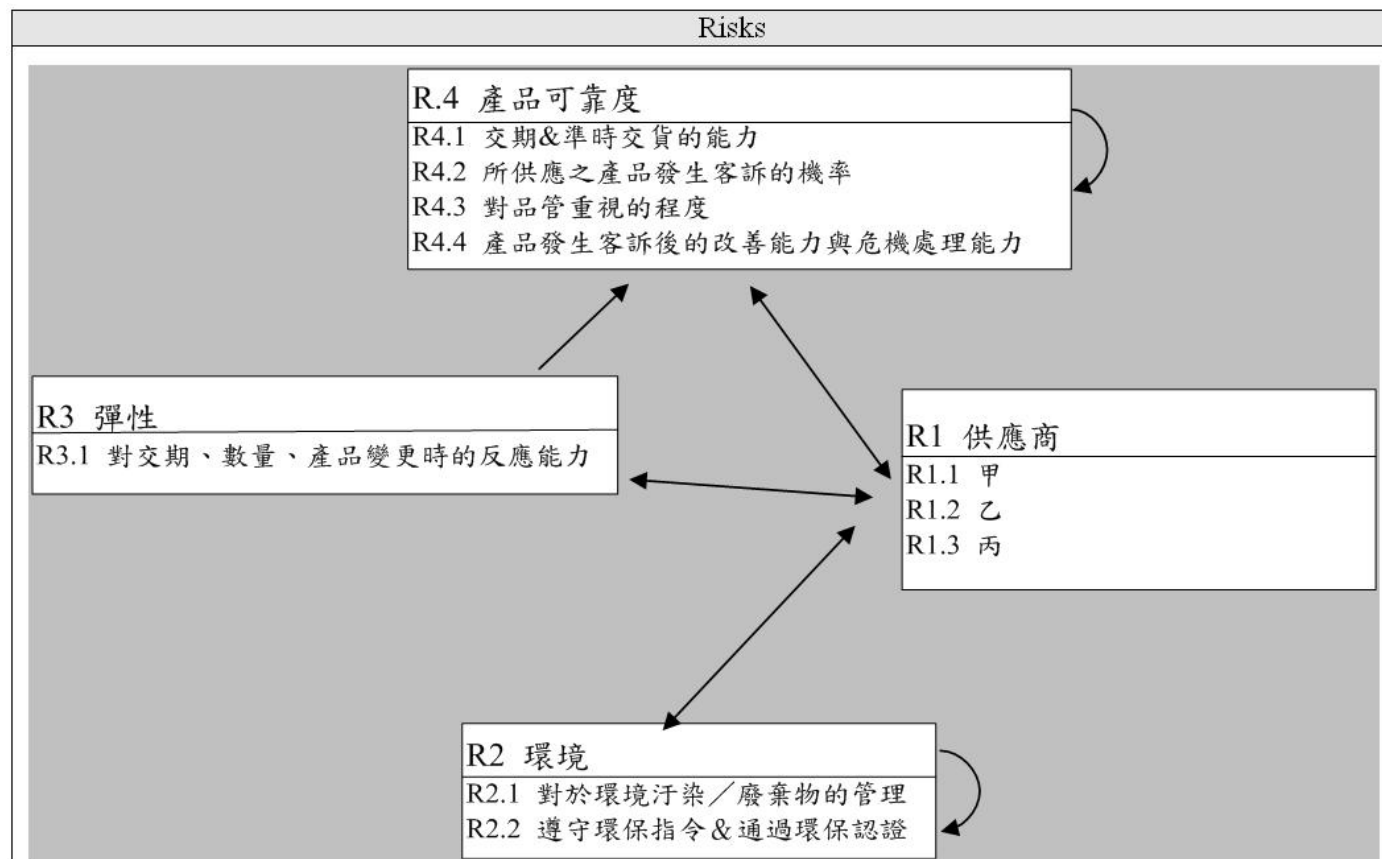 Risks
R.4 產品可靠度
R4.1 交期&準時交貨的能力
R4.2 所供應之產品發生客訴的機率
R4.3 對品管重視的程度
R4.4 產品發生客訴後的改善能力與危機處理能力
R3 彈性
R3.1 對交期、數量、產品變更時的反應能力
R1 供應商
R1.1 甲
R1.2 乙
R1.3 丙
R2 環境
R2.1 對於環境汙染／廢棄物的管理
R2.2 遵守環保指令&通過環保認證